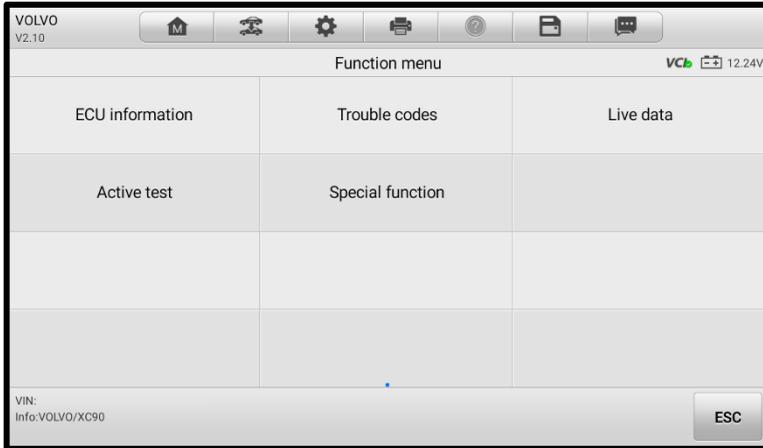 VOLVO
V2.10
M
?
Function menu
VCI
12.24V
ECU information
Trouble codes
Live data
Active test
Special function
VIN:
Info:VOLVO/XC90
ESC